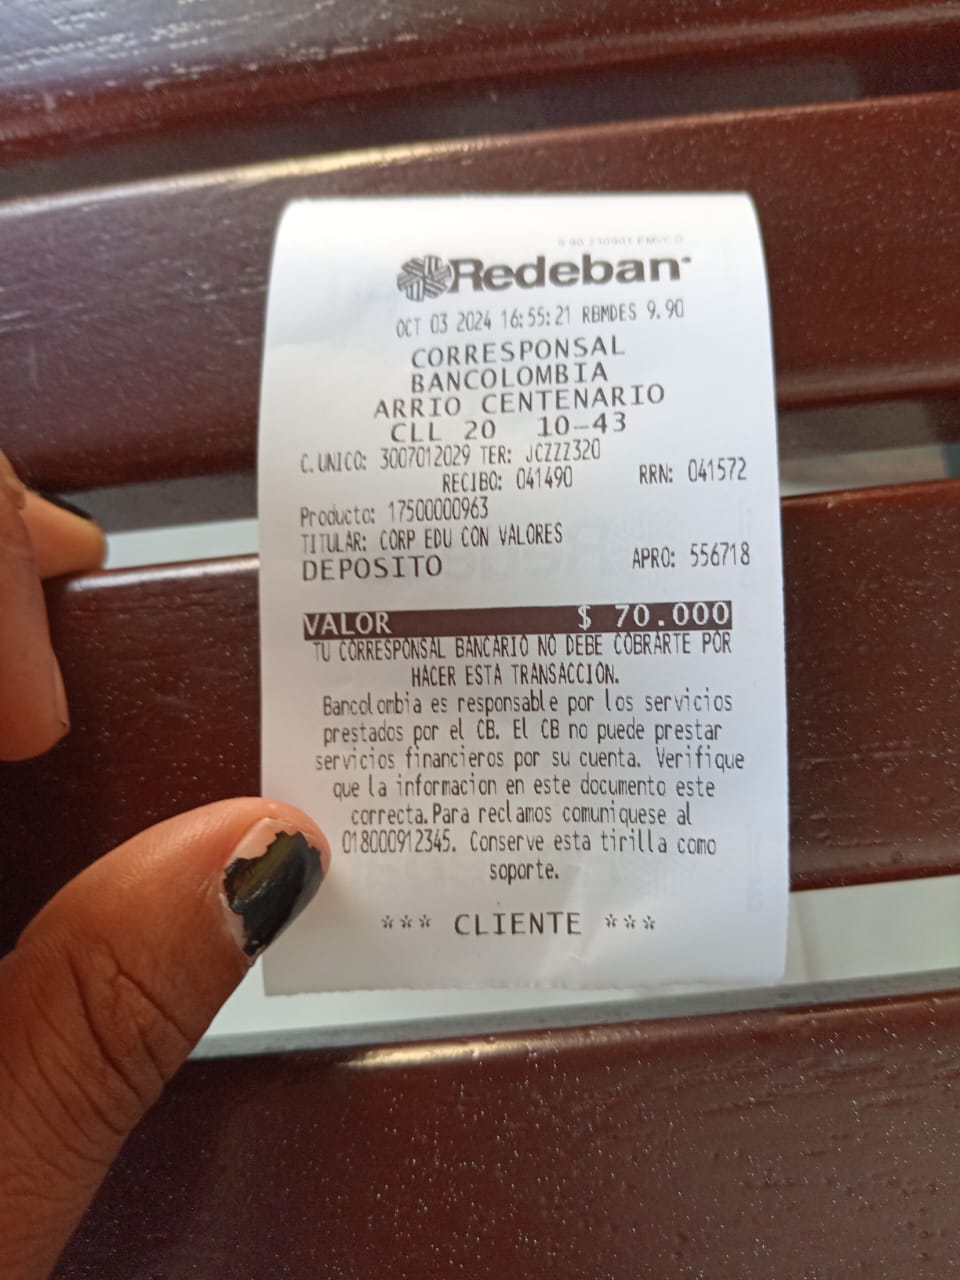 Redeban
OCT 03 2024 16:55:21 RBMDES 9.90
CORRESPONSAL
BANCOLOMBIA
ARRIO CENTENARIO
CLL 20 10-43
C.UNICO: 3007012029 TER: JCZZZ320
RECIBO: 041490 RRN: 041572
Producto: 17500000963
TITULAR: CORP EDU CON VALORES
DEPOSITO APRO: 556718
VALOR $ 70.000
TU CORRESPONSAL BANCARIO NO DEBE COBRARTE POR
HACER ESTA TRANSACCION.
Bancolombia es responsable por los servicios
prestados por el CB. El CB no puede prestar
servicios financieros por su cuenta. Verifique
que la informacion en este documento este
correcta.Para reclamos comuniquese al
018000912345. Conserve esta tirilla como
soporte.
*** CLIENTE ***